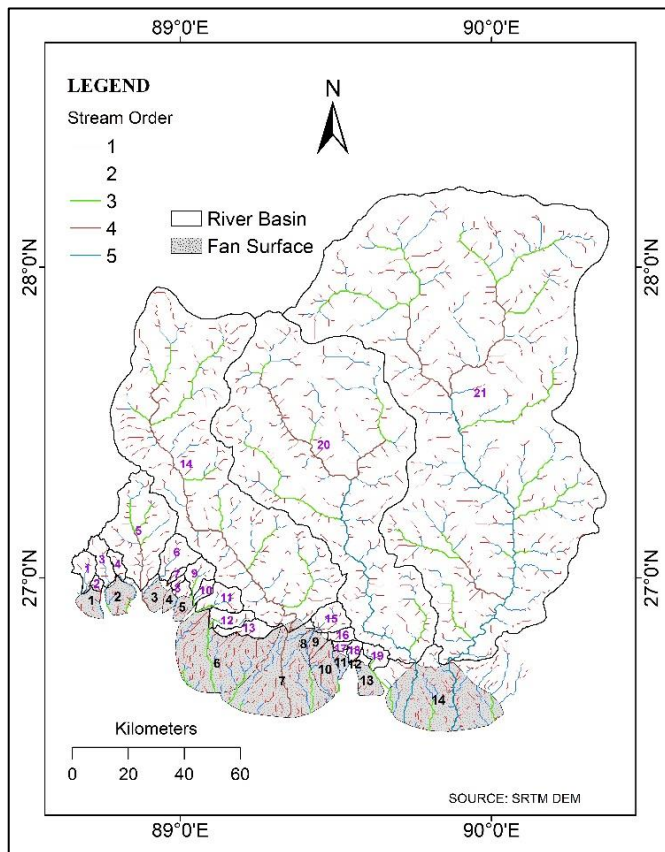 89°0'E 90°0'E
LEGEND
Stream Order
1
2
3
4
5
N
River Basin
Fan Surface
28°0'N 28°0'N
21
20
14
5
27°0'N 27°0'N
1 3 4 6
2 7 9
8 10 11
12 13 15
16
17 18 19
1 2 3 4 5
6 7 8 9 10 11 12 13 14
Kilometers
0 20 40 60
SOURCE: SRTM DEM
89°0'E 90°0'E